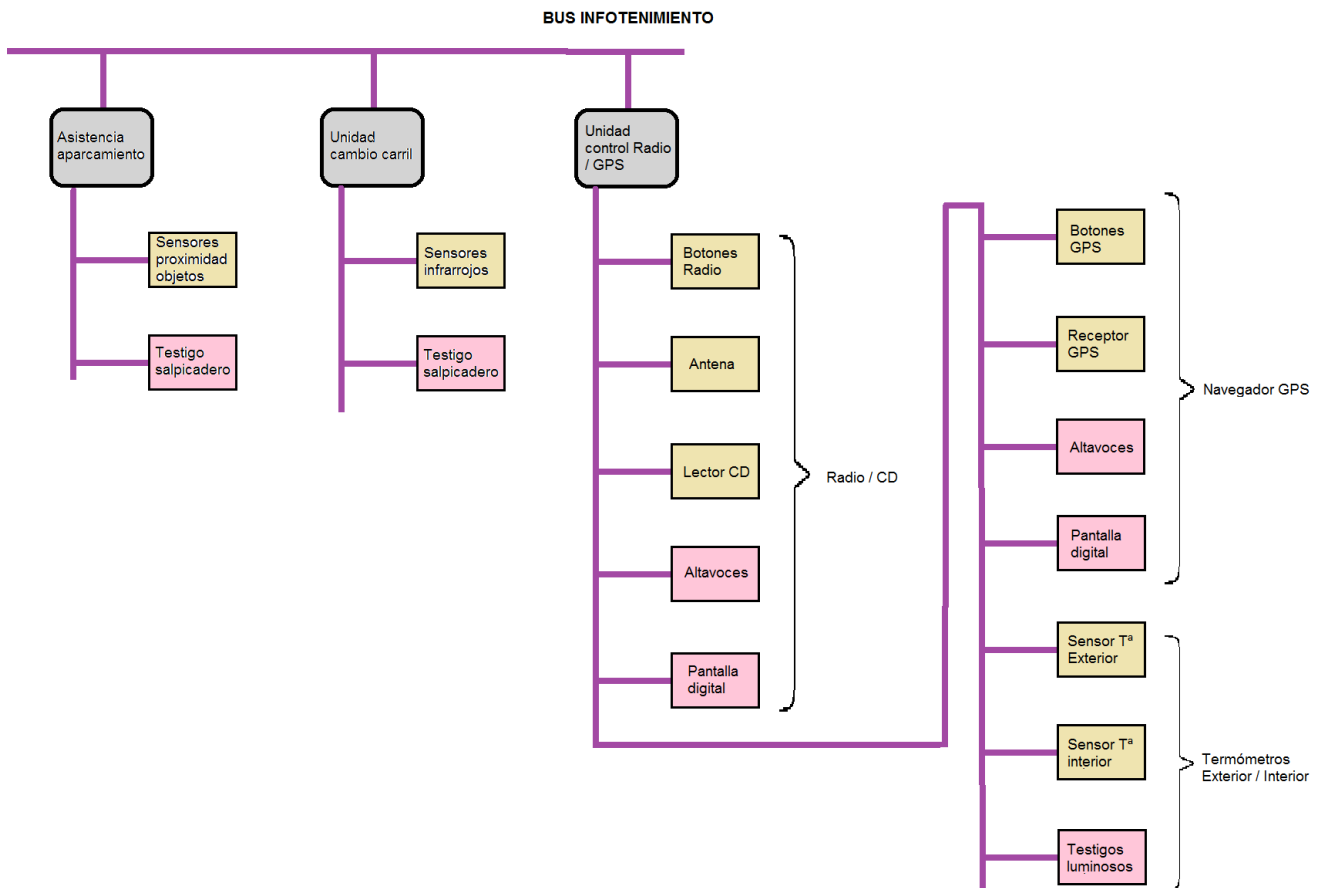 BUS INFOTENIMIENTO
Asistencia
aparcamiento
Sensores
proximidad
objetos
Testigo
salpicadero
Unidad
cambio carril
Sensores
infrarrojos
Testigo
salpicadero
Unidad
control Radio
/ GPS
Botones
Radio
Antena
Lector CD
Altavoces
Pantalla
digital
Radio / CD
Botones
GPS
Receptor
GPS
Altavoces
Pantalla
digital
Navegador GPS
Sensor Tª
Exterior
Sensor Tª
interior
Testigos
luminosos
Termómetros
Exterior / Interior